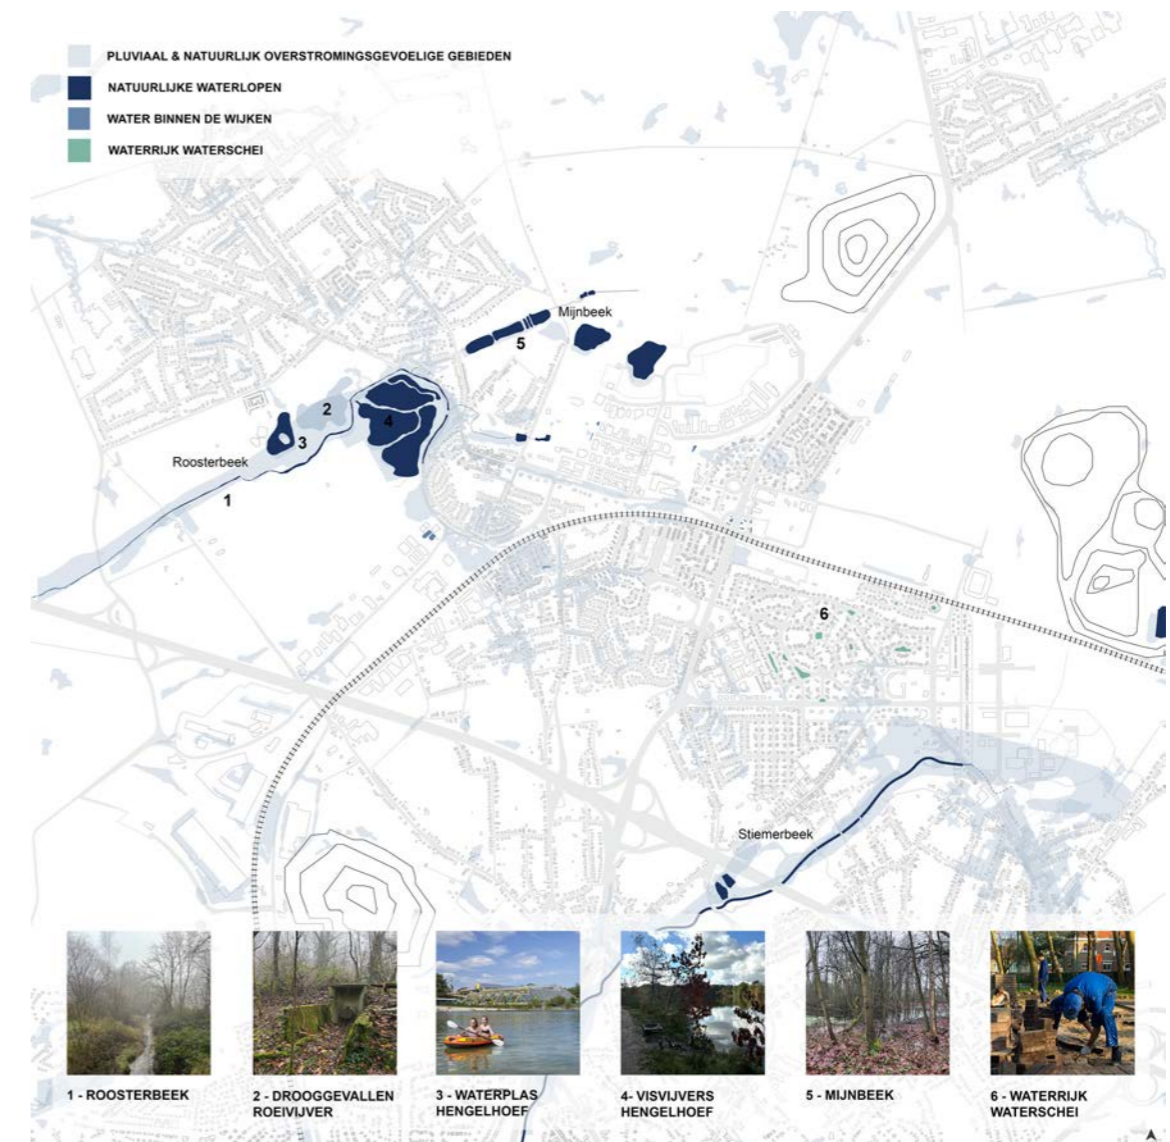 PLUVIAAL & NATUURLIJK OVERSTROMINGSGEVOELIGE GEBIEDEN
NATUURLIJKE WATERLOPEN
WATER BINNEN DE WIJKEN
WATERRIJK WATERSCHEI
Mijnbeek
5
2
4
3
Roosterbeek
1
6
Stiemerbeek
1 - ROOSTERBEEK
2 - DROOGGEVALLEN
ROEIVIJVER
3 - WATERPLAS
HENGELHOEF
4- VISVIJVERS
HENGELHOEF
5 - MIJNBEEK
6 - WATERRIJK
WATERSCHEI